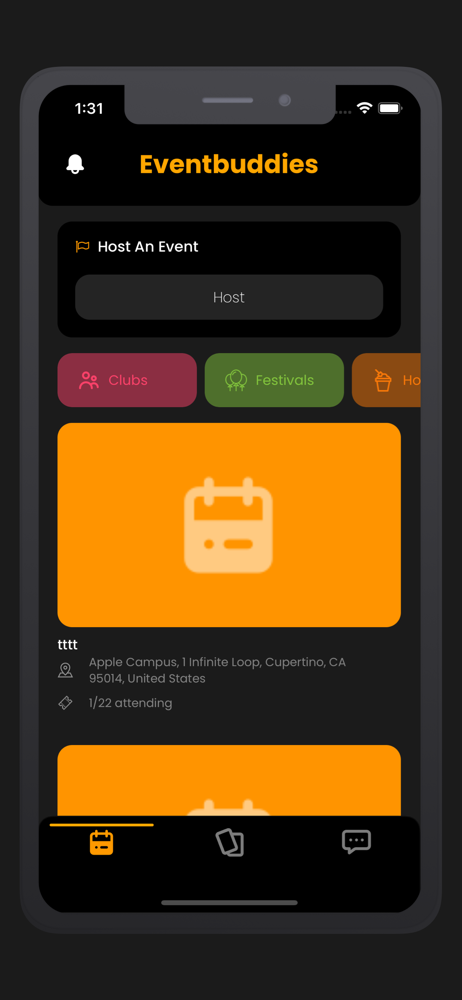 1:31
Eventbuddies
Host An Event
Host
Clubs
Festivals
Ho
tttt
Apple Campus, 1 Infinite Loop, Cupertino, CA
95014, United States
1/22 attending